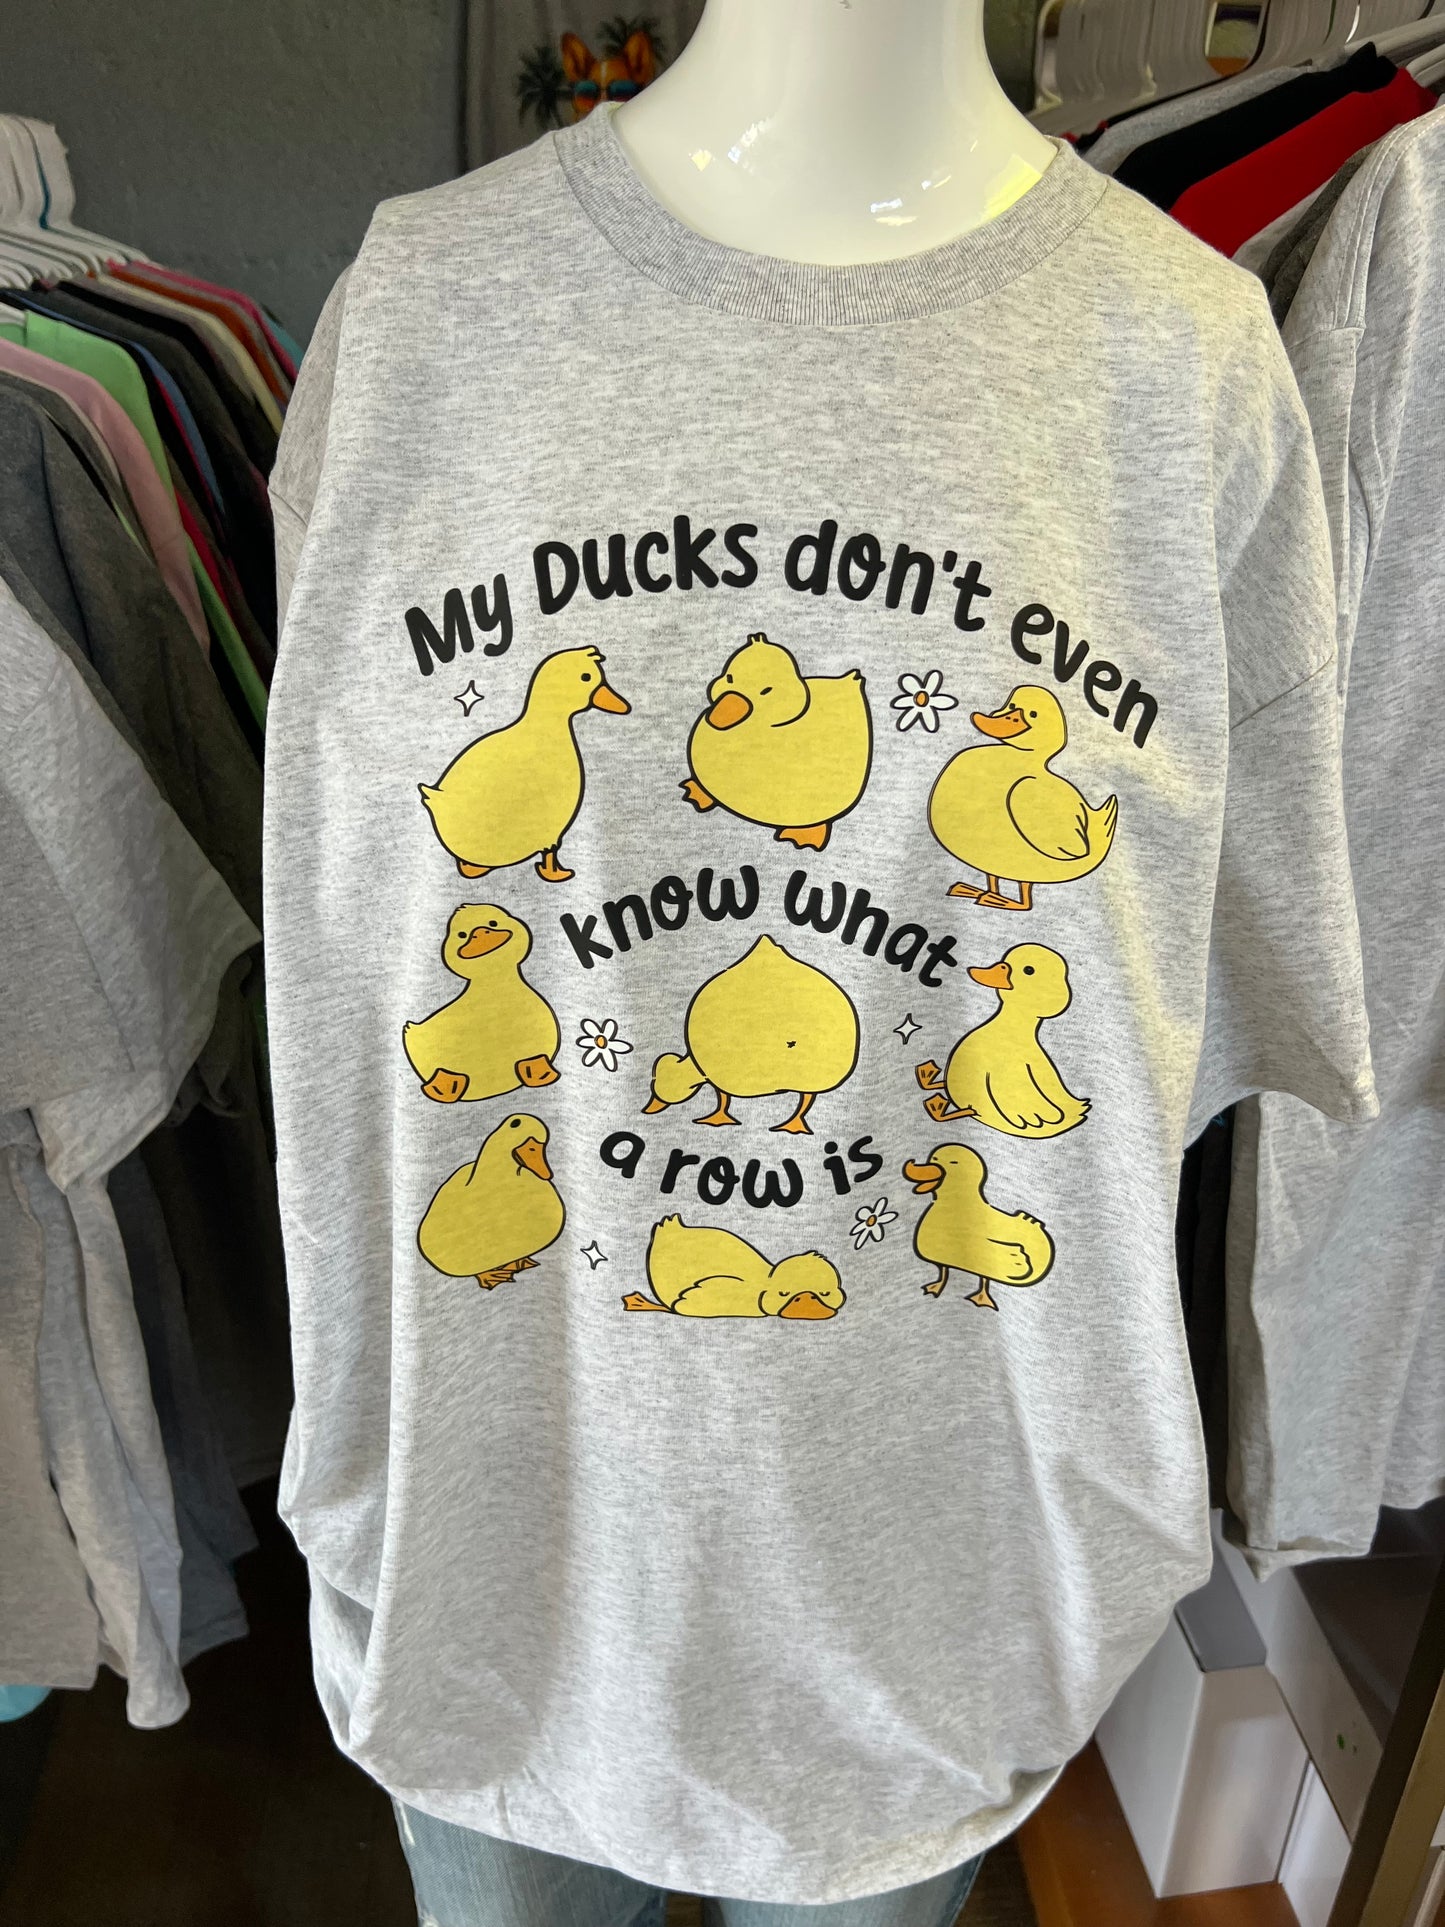 My Ducks don't even
know what
a row is